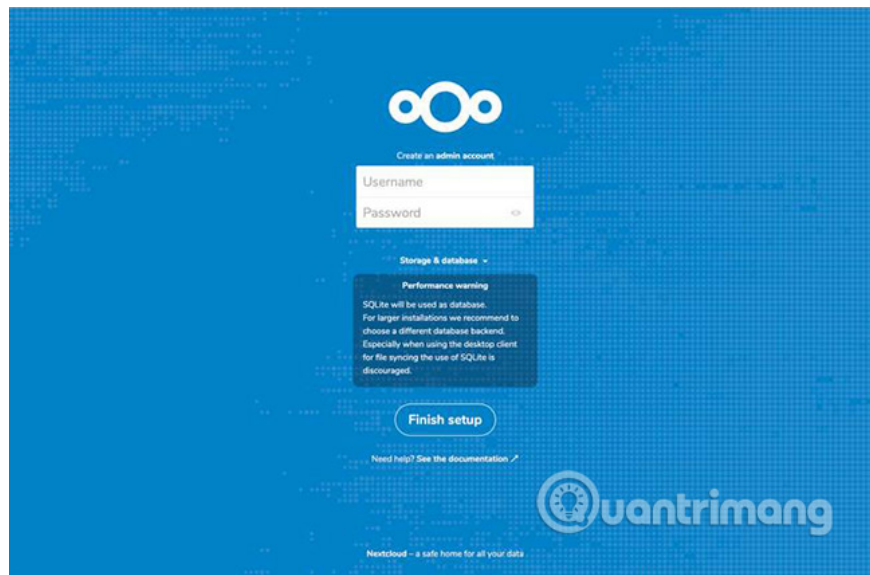 Create an admin account
Username
Password
Storage & database
Performance warning
SQLite will be used as database.
For larger installations we recommend to
choose a different database backend.
Especially when using the desktop client
for file syncing the use of SQLite is
discouraged.
Finish setup
Need help? See the documentation ↗
Quantrimang
Nextcloud – a safe home for all your data